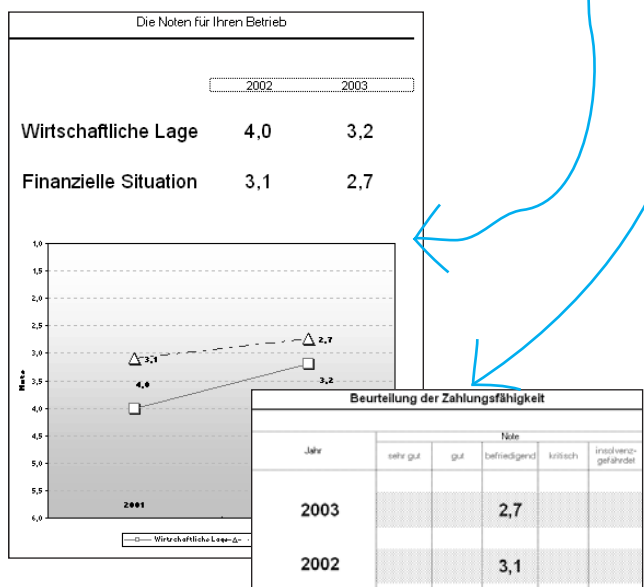 Die Noten für Ihren Betrieb
2002 2003
Wirtschaftliche Lage 4,0 3,2
Finanzielle Situation 3,1 2,7
1,0
1,5
2,0
2,5
3,0
3,5
4,0
4,5
5,0
5,5
6,0
Note
3,1
2,7
4,0
3,2
2001
Wirtschaftliche Lage
Beurteilung der Zahlungsfähigkeit
Jahr Note
sehr gut gut befriedigend kritisch insolvenz-
gefährdet
2003 2,7
2002 3,1